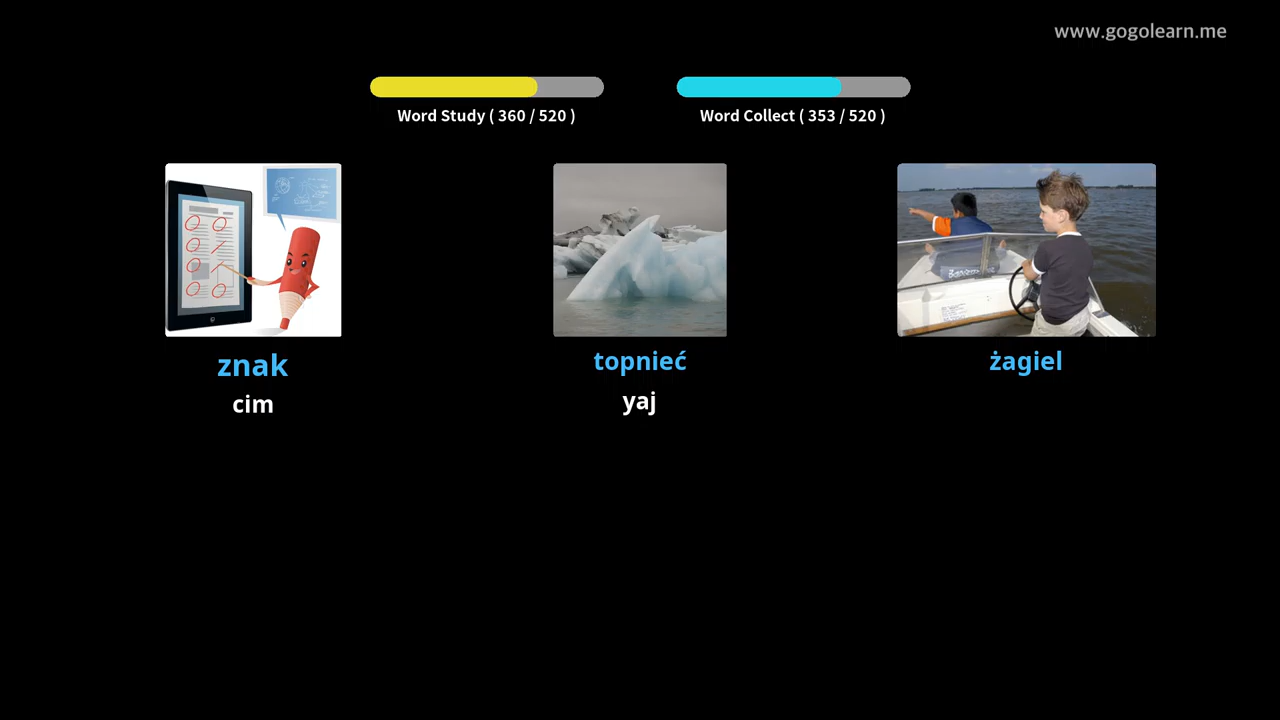 www.gogolearn.me
Word Study ( 360 / 520 )
Word Collect ( 353 / 520 )
znak
topnieć
żagiel
cim
yaj